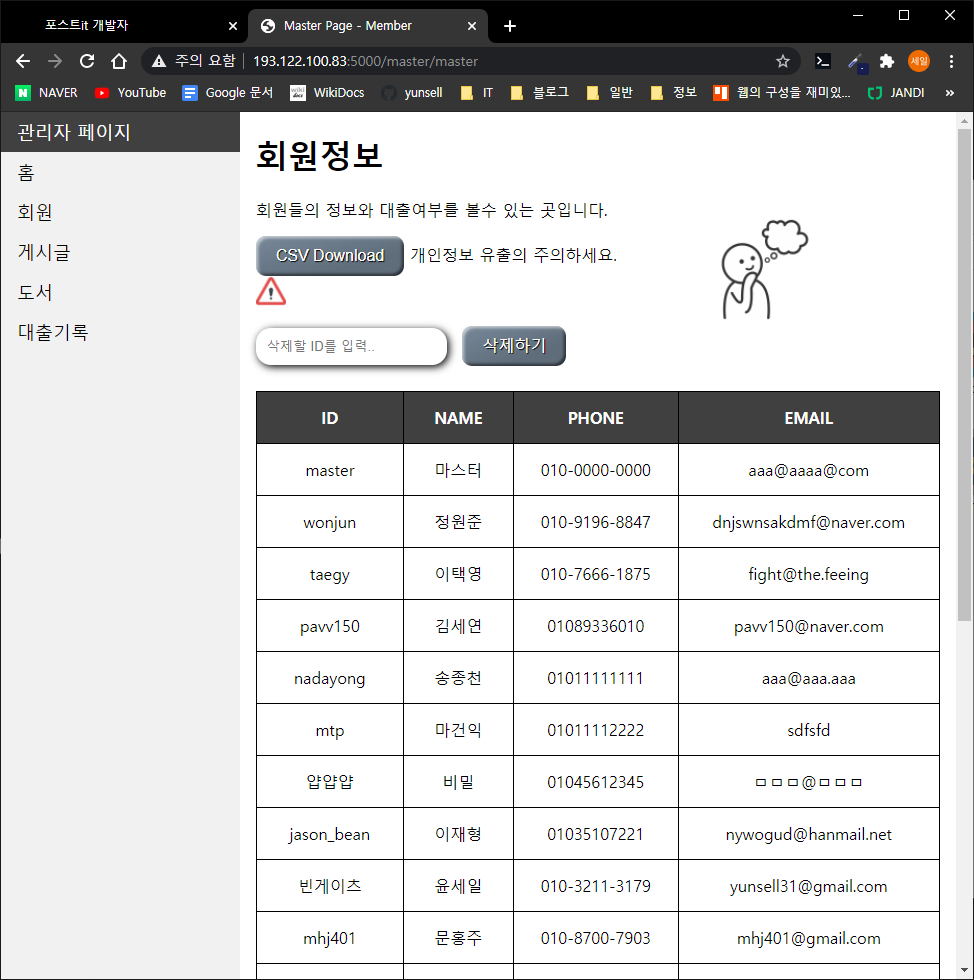 포스트it 개발자
Master Page - Member
주의 요함 193.122.100.83:5000/master/master
세일
NAVER YouTube Google 문서 WikiDocs yunsell IT 블로그 일반 정보 웹의 구성을 재미있... JANDI »
관리자 페이지
홈
회원
게시글
도서
대출기록
회원정보
회원들의 정보와 대출여부를 볼수 있는 곳입니다.
CSV Download 개인정보 유출의 주의하세요.
삭제할 ID를 입력.. 삭제하기
ID NAME PHONE EMAIL
master 마스터 010-0000-0000 aaa@aaaa@com
wonjun 정원준 010-9196-8847 dnjswnsakdmf@naver.com
taegy 이택영 010-7666-1875 fight@the.feeing
pavv150 김세연 01089336010 pavv150@naver.com
nadayong 송종천 01011111111 aaa@aaa.aaa
mtp 마건익 01011112222 sdfsfd
얍얍얍 비밀 01045612345 ㅁㅁㅁ@ㅁㅁㅁ
jason_bean 이재형 01035107221 nywogud@hanmail.net
빈게이츠 윤세일 010-3211-3179 yunsell31@gmail.com
mhj401 문홍주 010-8700-7903 mhj401@gmail.com